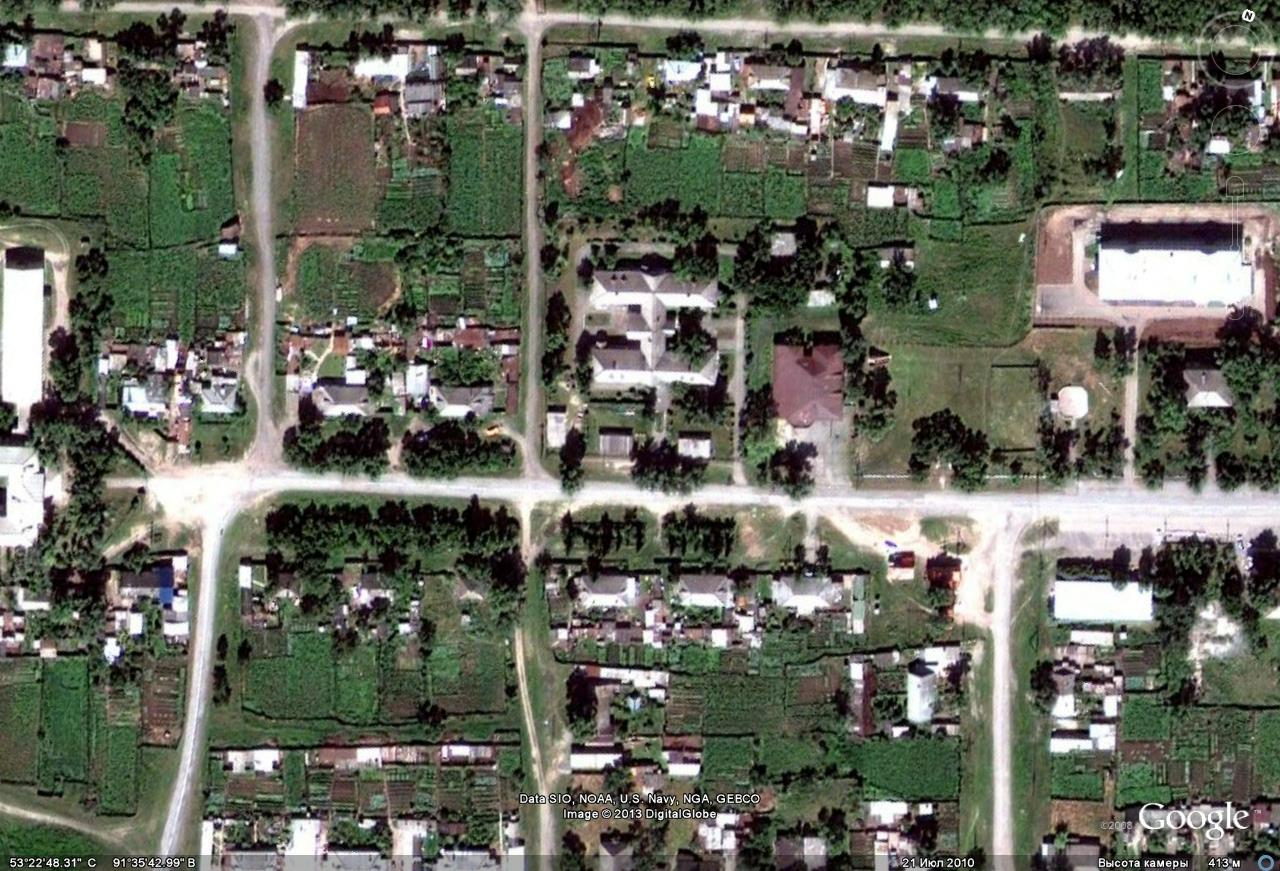 N
Data SIO, NOAA, U.S. Navy, NGA, GEBCO
Image © 2013 DigitalGlobe
©2008 Google
53°22'48.31" С 91°35'42.99" В 21 Июл 2010 Высота камеры 413 м